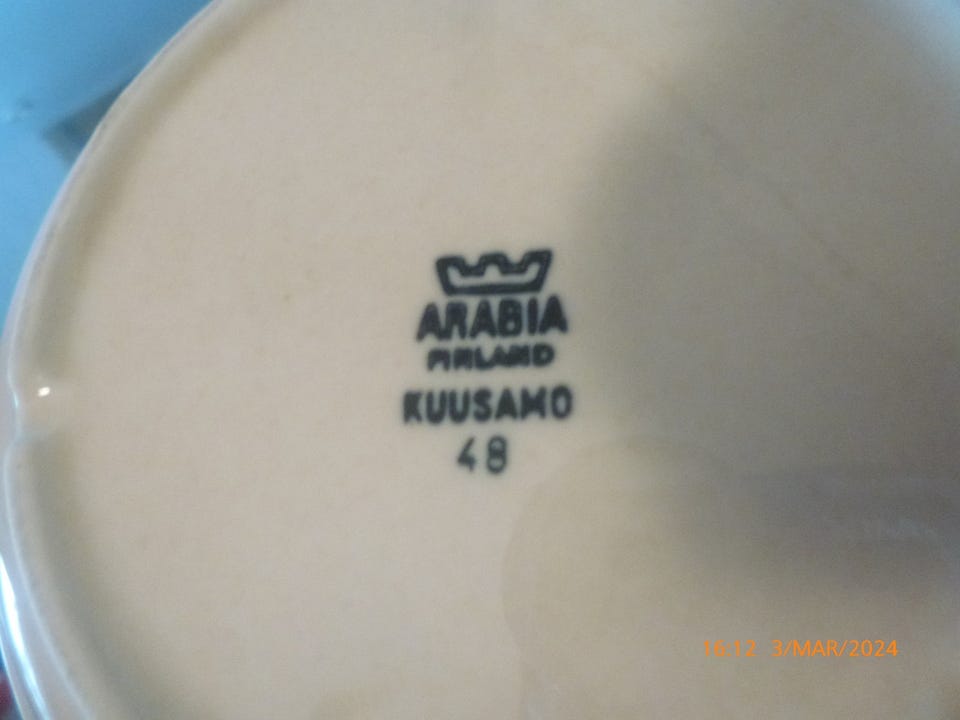 ARABIA
FINLAND
KUUSAMO
48
16:12 3/MAR/2024